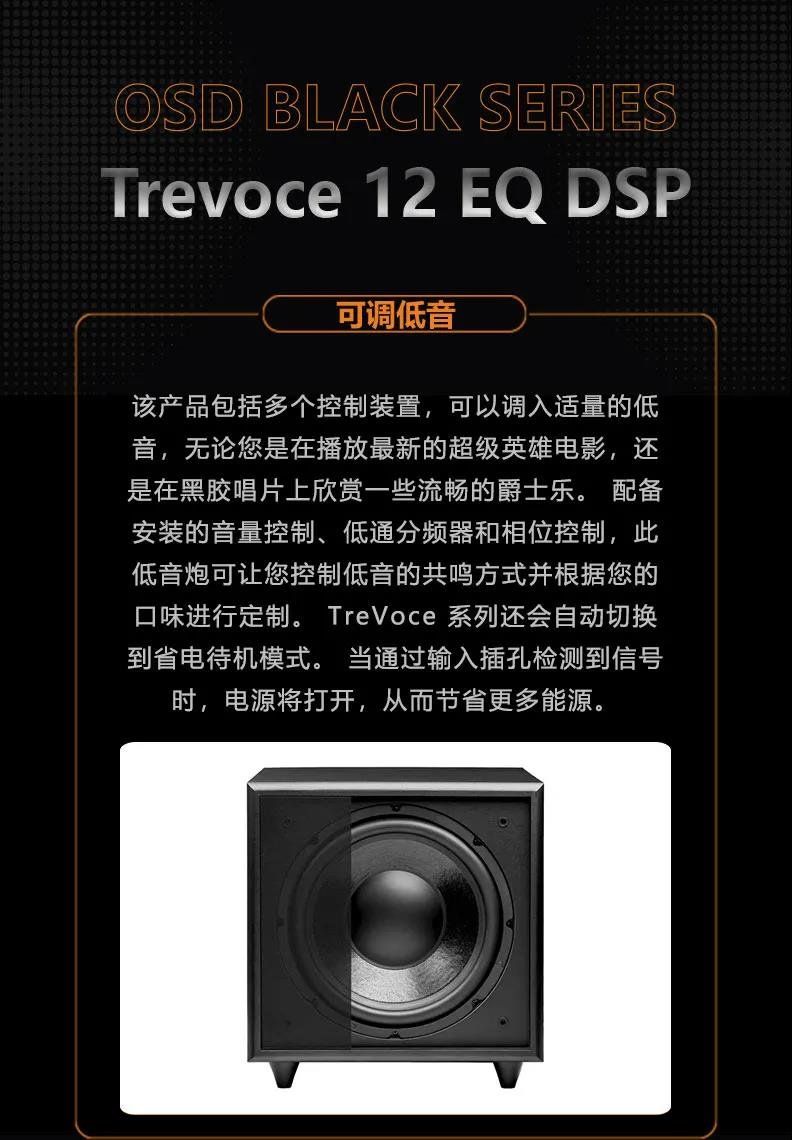 OSD BLACK SERIES
Trevoce 12 EQ DSP
可调低音
该产品包括多个控制装置，可以调入适量的低
音，无论您是在播放最新的超级英雄电影，还
是在黑胶唱片上欣赏一些流畅的爵士乐。 配备
安装的音量控制、低通分频器和相位控制，此
低音炮可让您控制低音的共鸣方式并根据您的
口味进行定制。 TreVoce 系列还会自动切换
到省电待机模式。 当通过输入插孔检测到信号
时，电源将打开，从而节省更多能源。